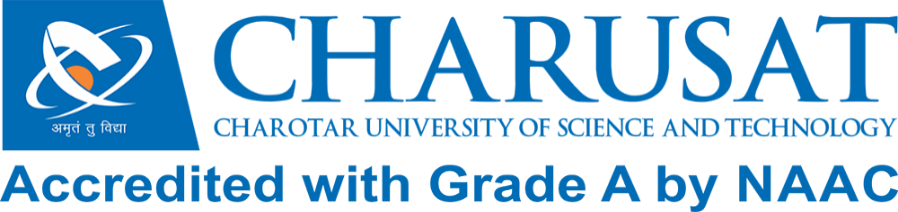 CHARUSAT
अमृतं तु विद्या
CHAROTAR UNIVERSITY OF SCIENCE AND TECHNOLOGY
Accredited with Grade A by NAAC